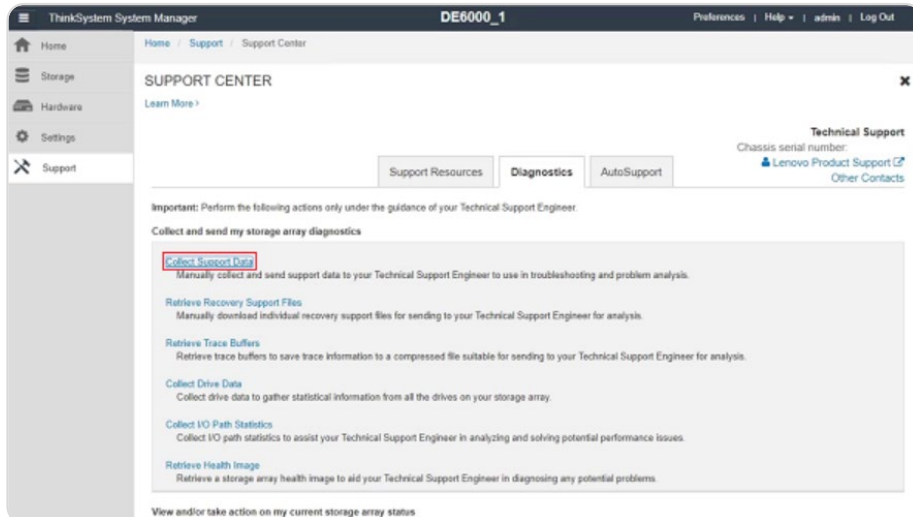 ThinkSystem System Manager
DE6000_1
Preferences | Help | admin | Log Out
Home
Storage
Hardware
Settings
Support
Home / Support / Support Center
SUPPORT CENTER
Learn More >
Technical Support
Chassis serial number:
Lenovo Product Support
Other Contacts
Support Resources
Diagnostics
AutoSupport
Important: Perform the following actions only under the guidance of your Technical Support Engineer.
Collect and send my storage array diagnostics
Collect Support Data
Manually collect and send support data to your Technical Support Engineer to use in troubleshooting and problem analysis.
Retrieve Recovery Support Files
Manually download individual recovery support files for sending to your Technical Support Engineer for analysis.
Retrieve Trace Buffers
Retrieve trace buffers to save trace information to a compressed file suitable for sending to your Technical Support Engineer for analysis.
Collect Drive Data
Collect drive data to gather statistical information from all the drives on your storage array.
Collect I/O Path Statistics
Collect I/O path statistics to assist your Technical Support Engineer in analyzing and solving potential performance issues.
Retrieve Health Image
Retrieve a storage array health image to aid your Technical Support Engineer in diagnosing any potential problems.
View and/or take action on my current storage array status